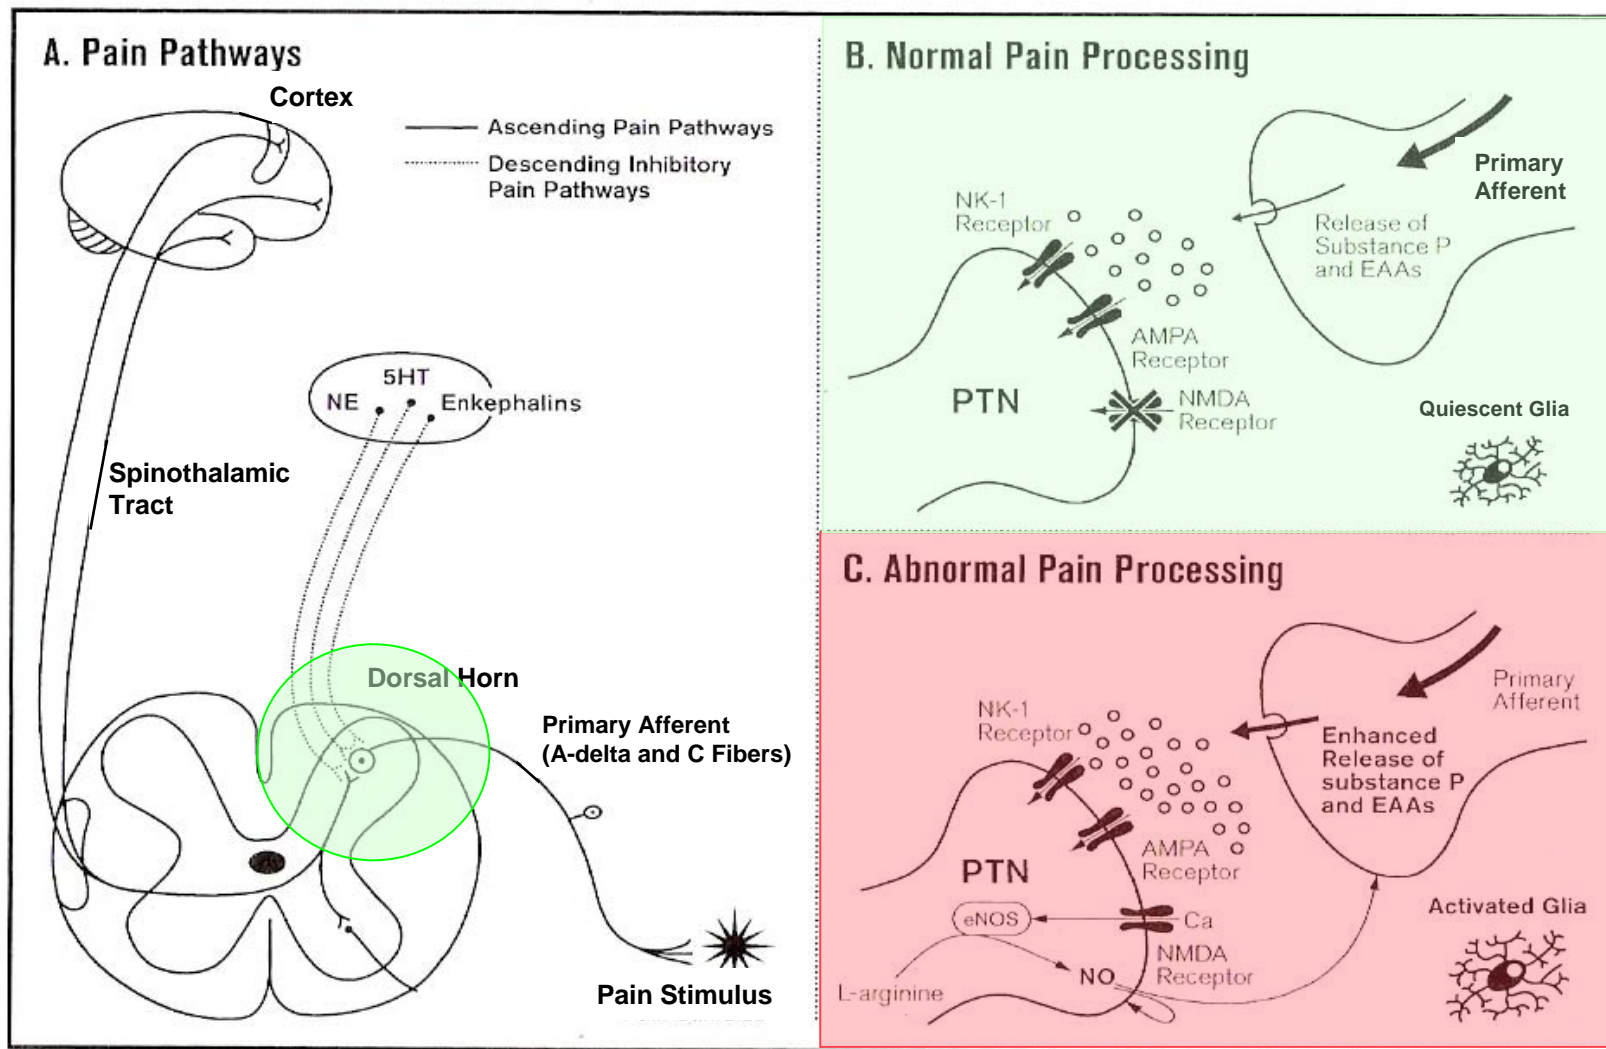 A. Pain Pathways
Cortex
Ascending Pain Pathways
Descending Inhibitory
Pain Pathways
5HT
NE
Enkephalins
Spinothalamic
Tract
Dorsal Horn
Primary Afferent
(A-delta and C Fibers)
Pain Stimulus
B. Normal Pain Processing
Primary
Afferent
NK-1
Receptor
Release of
Substance P
and EAAs
AMPA
Receptor
PTN
NMDA
Receptor
Quiescent Glia
C. Abnormal Pain Processing
Primary
Afferent
NK-1
Receptor
Enhanced
Release of
substance P
and EAAs
AMPA
Receptor
PTN
eNOS
Ca
Activated Glia
NMDA
Receptor
NO
L-arginine